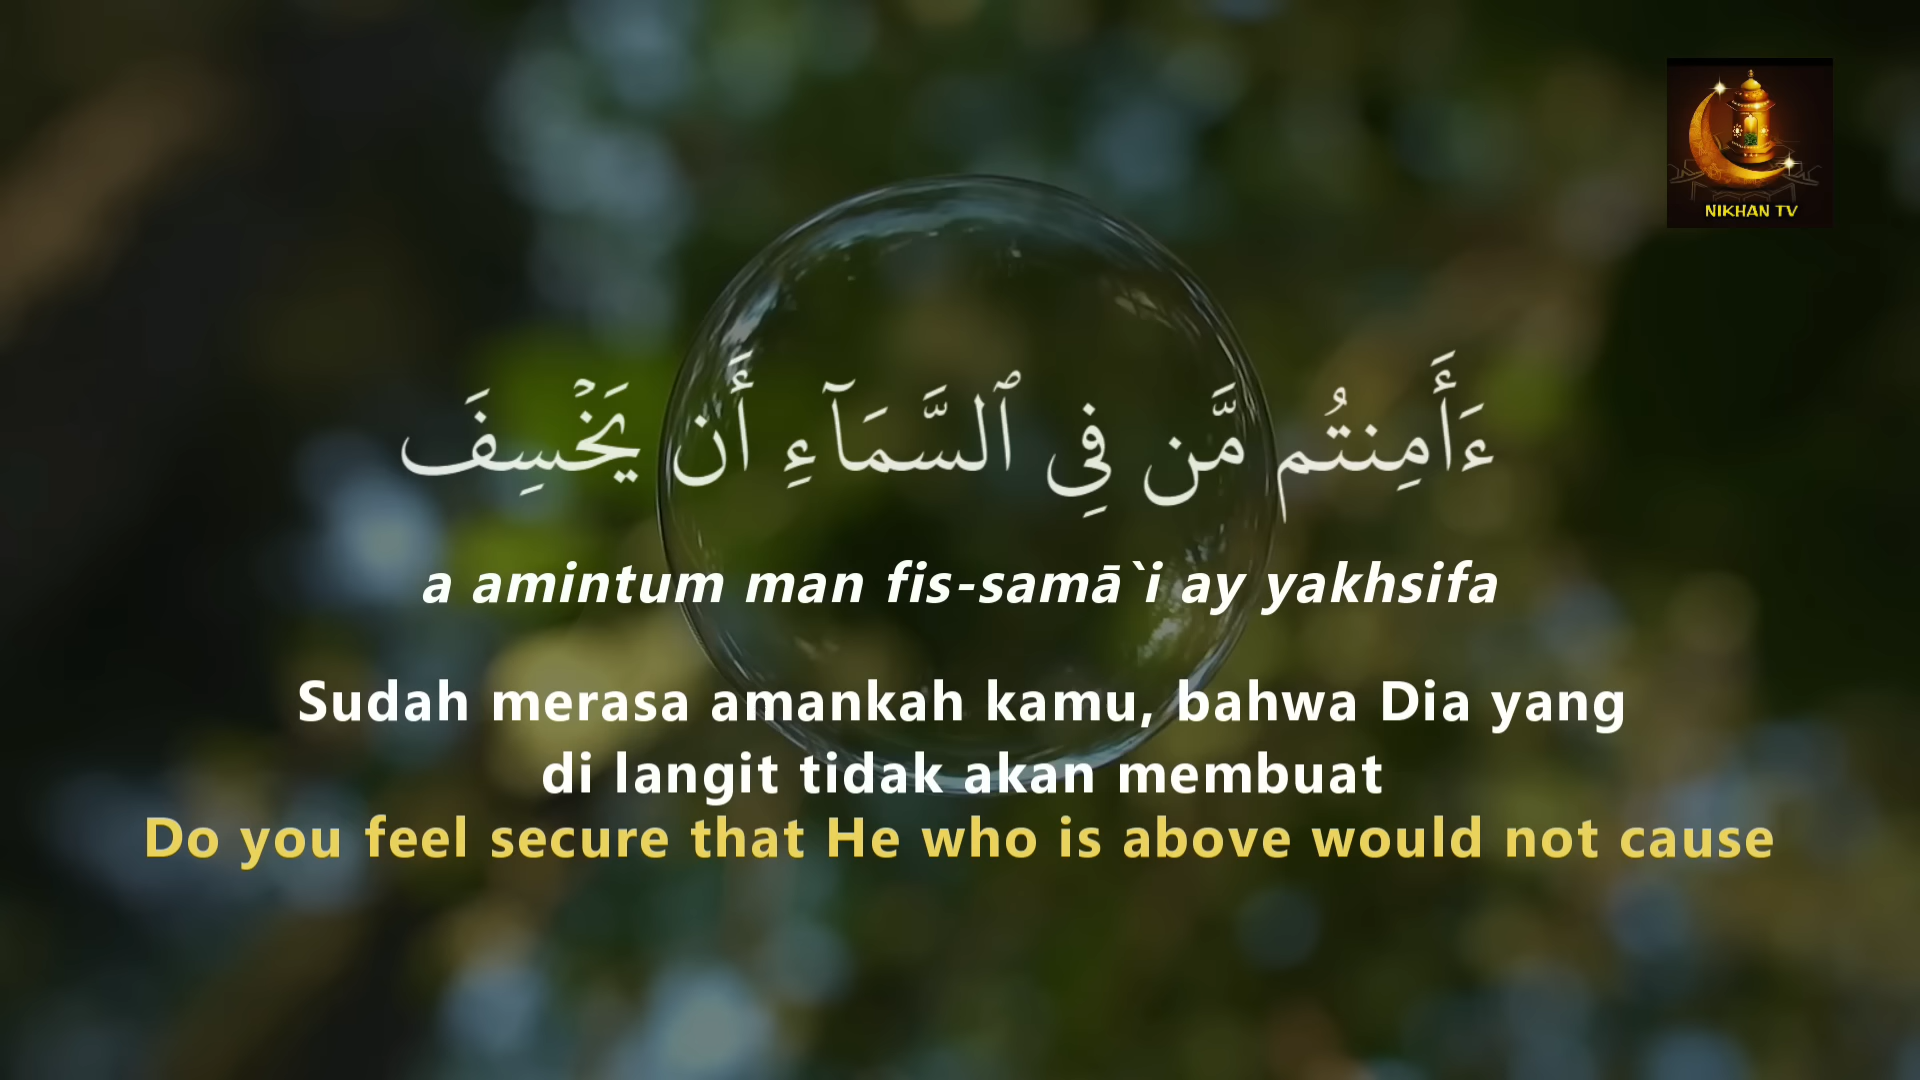 NIKHAN TV
ءَأَمِنتُم مَّن فِى ٱلسَّمَآءِ أَن يَخْسِفَ
a amintum man fis-samā`i ay yakhsifa
Sudah merasa amankah kamu, bahwa Dia yang
di langit tidak akan membuat
Do you feel secure that He who is above would not cause